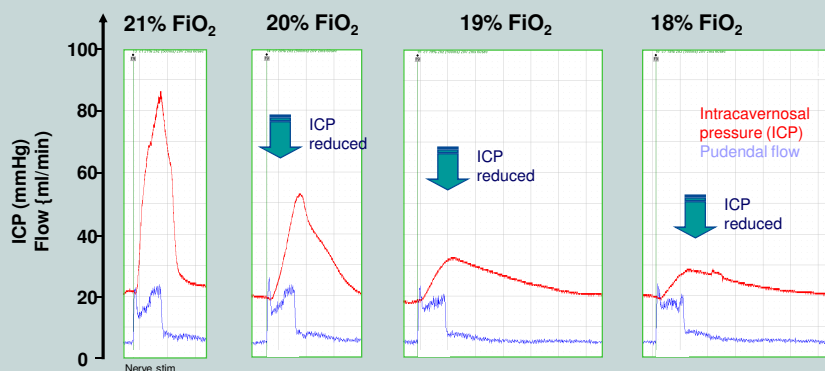 21% FiO2
20% FiO2
19% FiO2
18% FiO2
ICP (mmHg)
Flow {ml/min)
100
80
60
40
20
0
ICP
reduced
ICP
reduced
ICP
reduced
Intracavernosal
pressure (ICP)
Pudendal flow
Nerve stim